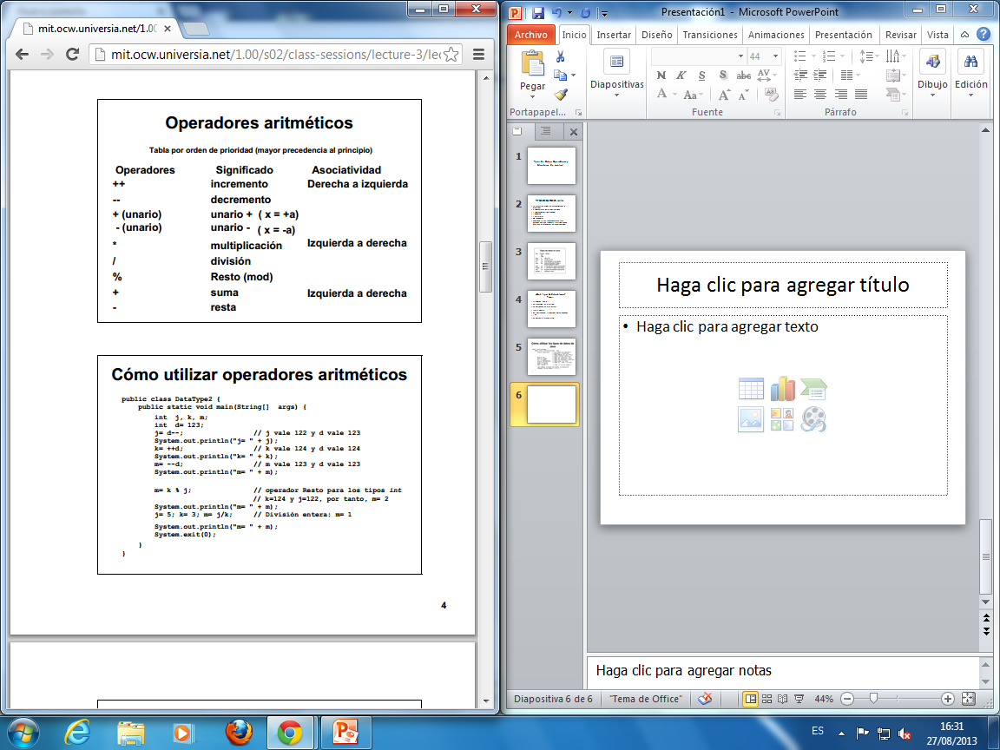 mit.ocw.universia.net/1.00
mit.ocw.universia.net/1.00/s02/class-sessions/lecture-3/le
Operadores aritméticos
Tabla por orden de prioridad (mayor precedencia al principio)
Operadores Significado Asociatividad
++ incremento Derecha a izquierda
-- decremento
+ (unario) unario + ( x = +a)
- (unario) unario - ( x = -a)
* multiplicación Izquierda a derecha
/ división
% Resto (mod)
+ suma Izquierda a derecha
- resta
Cómo utilizar operadores aritméticos
public class DataType2 {
public static void main(String[] args) {
int j, k, m;
int d= 123;
j= d--; // j vale 122 y d vale 123
System.out.println("j= " + j);
k= ++d; // k vale 124 y d vale 124
System.out.println("k= " + k);
m= --d; // m vale 123 y d vale 123
System.out.println("m= " + m);
m= k % j; // operador Resto para los tipos int
// k=124 y j=122, por tanto, m= 2
System.out.println("m= " + m);
j= 5; k= 3; m= j/k; // División entera: m= 1
System.out.println("m= " + m);
System.exit(0);
}
}
4
Presentación1 - Microsoft PowerPoint
Archivo Inicio Insertar Diseño Transiciones Animaciones Presentación Revisar Vista
44
N K S S abc AV
A Aa A A
Pegar Diapositivas Dibujo Edición
Portapapel... Fuente Párrafo
1
2
3
4
5
6
Haga clic para agregar título
• Haga clic para agregar texto
Haga clic para agregar notas
Diapositiva 6 de 6 "Tema de Office" 44%
ES 16:31
27/08/2013